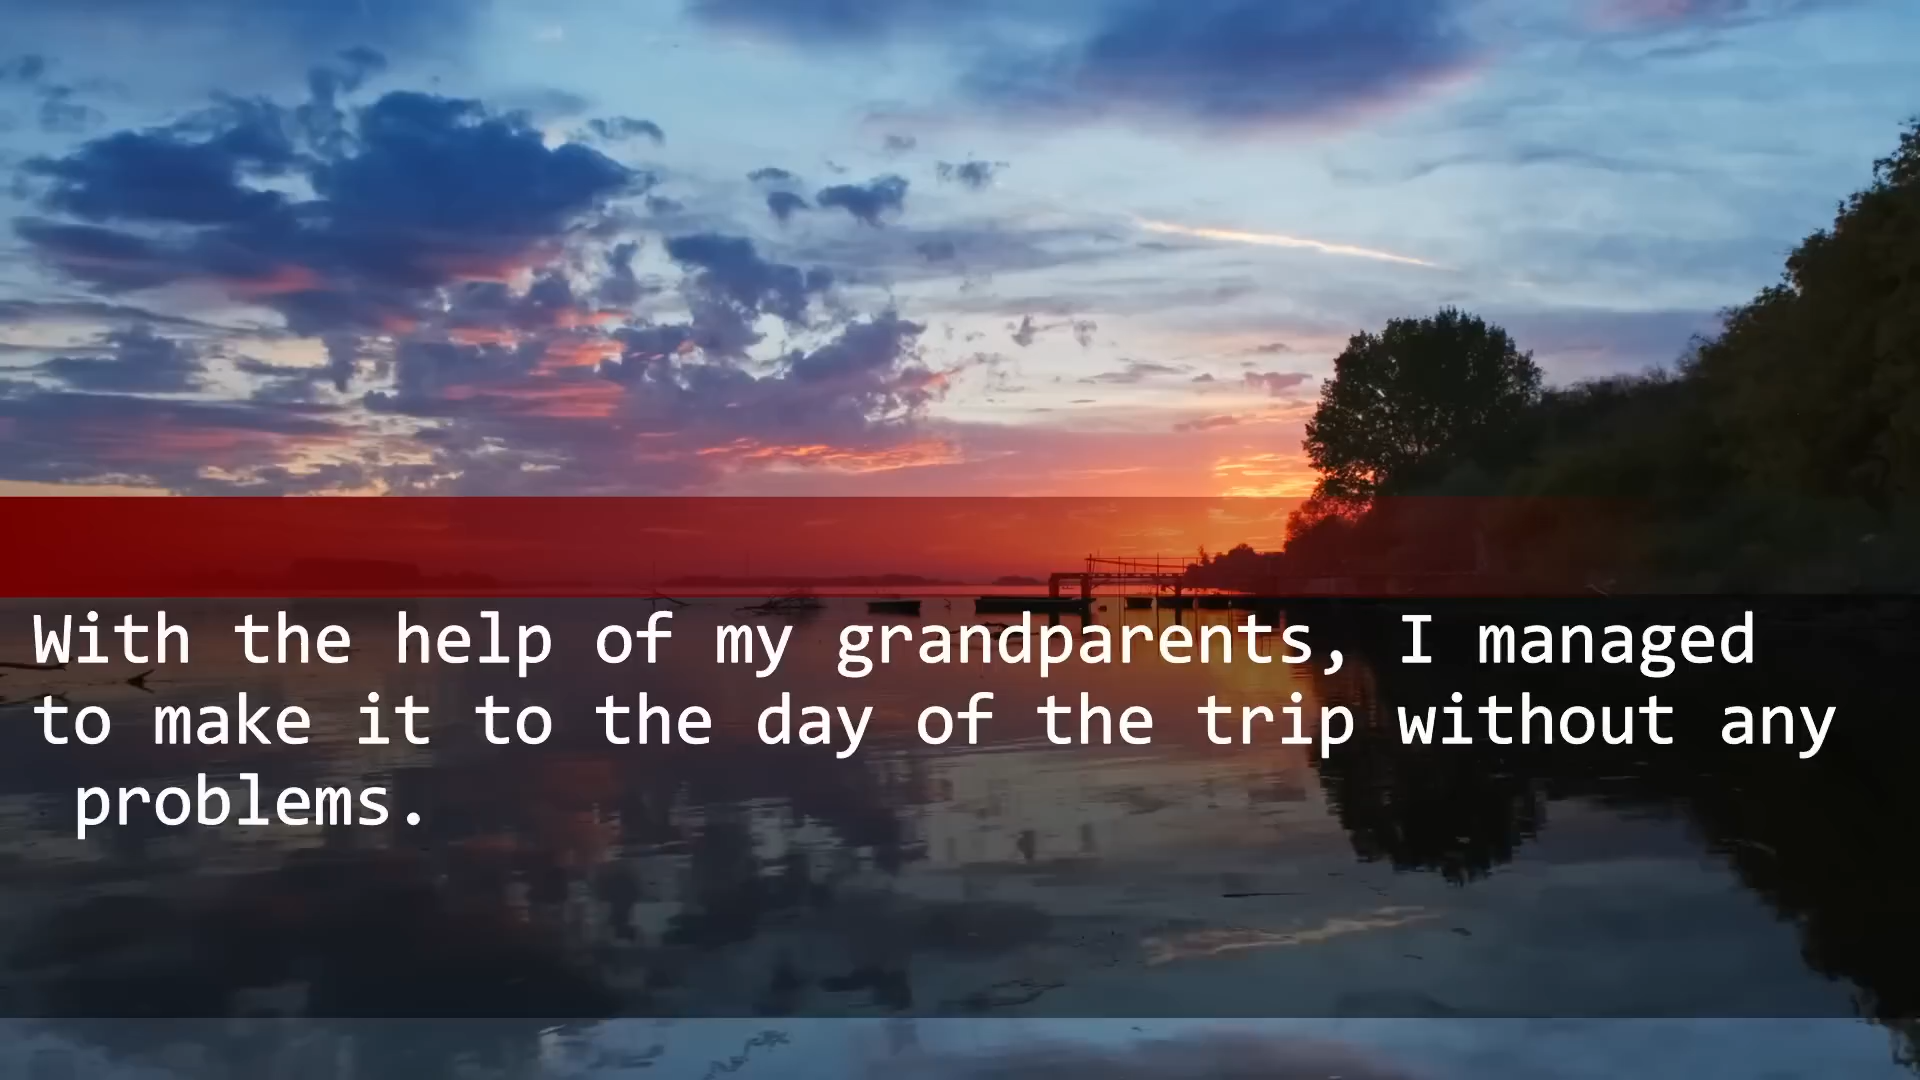 With the help of my grandparents, I managed
to make it to the day of the trip without any
problems.